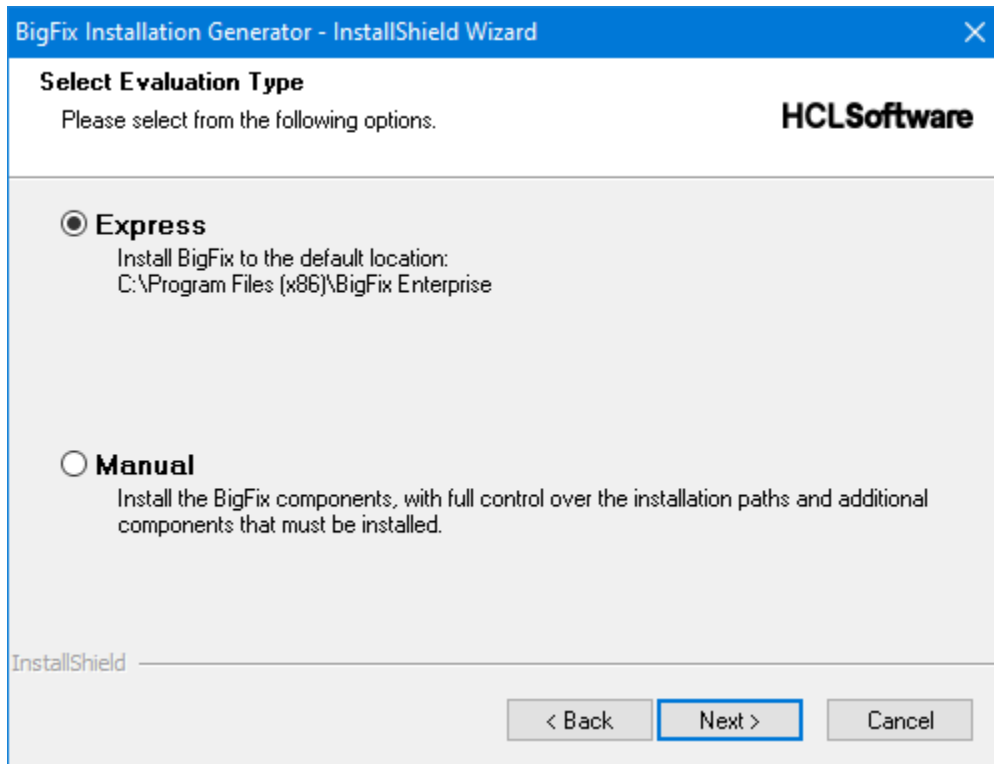 BigFix Installation Generator - InstallShield Wizard
Select Evaluation Type
Please select from the following options.
HCLSoftware
Express
Install BigFix to the default location:
C:\Program Files (x86)\BigFix Enterprise
Manual
Install the BigFix components, with full control over the installation paths and additional
components that must be installed.
InstallShield
< Back
Next >
Cancel